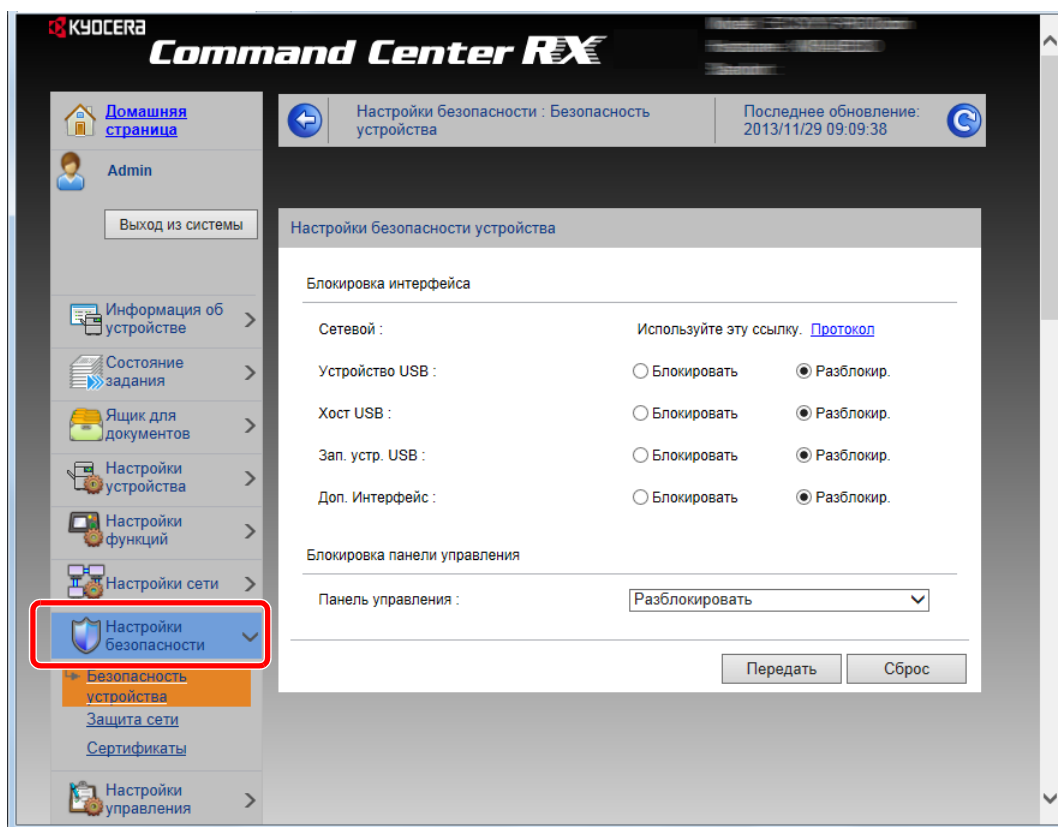 KYOCERA
Command Center RX
Домашняя
страница
Настройки безопасности : Безопасность
устройства
Последнее обновление:
2013/11/29 09:09:38
Admin
Выход из системы
Информация об
устройстве
Состояние
задания
Ящик для
документов
Настройки
устройства
Настройки
функций
Настройки сети
Настройки
безопасности
Безопасность
устройства
Защита сети
Сертификаты
Настройки
управления
Настройки безопасности устройства
Блокировка интерфейса
Сетевой : Используйте эту ссылку. Протокол
Устройство USB : Блокировать Разблокир.
Хост USB : Блокировать Разблокир.
Зап. устр. USB : Блокировать Разблокир.
Доп. Интерфейс : Блокировать Разблокир.
Блокировка панели управления
Панель управления : Разблокировать
Передать Сброс